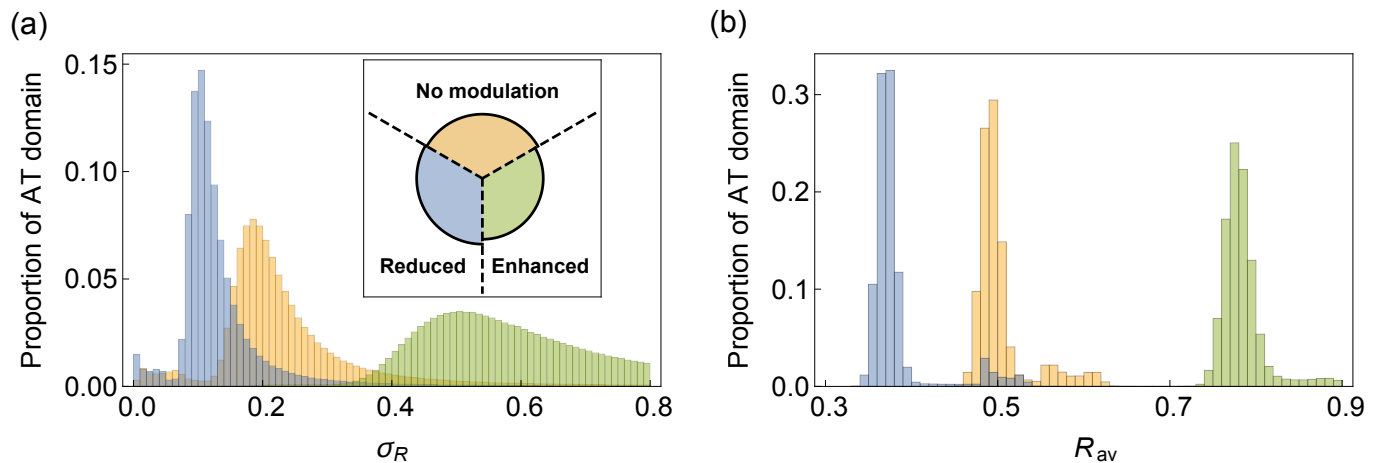 (a)
Proportion of AT domain
0.15
0.10
0.05
0.00
0.0 0.2 0.4 0.6 0.8
σR
No modulation
Reduced Enhanced
(b)
Proportion of AT domain
0.3
0.2
0.1
0.0
0.3 0.5 0.7 0.9
Rav